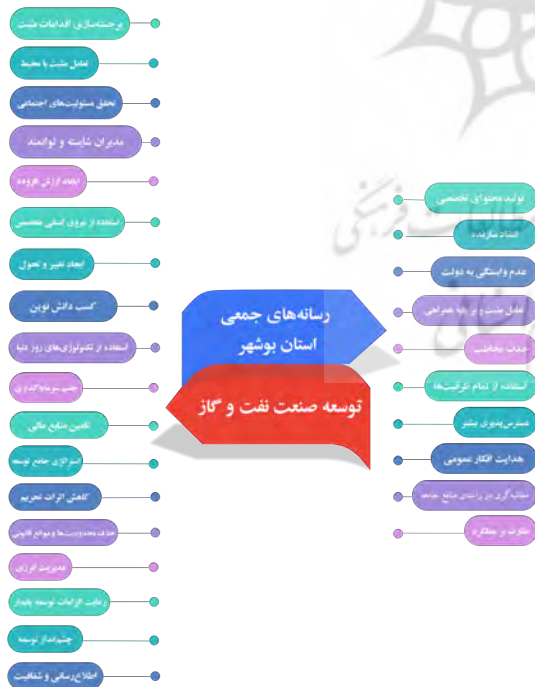 برجسته‌سازی اقدامات مثبت
تعامل مثبت با محیط
تحقق مسئولیت‌های اجتماعی
مدیران شایسته و توانمند
ایجاد ارزش افزوده
استفاده از نیروی انسانی متخصص
ایجاد تغییر و تحول
کسب دانش نوین
استفاده از تکنولوژی‌های روز دنیا
جذب سرمایه‌گذاری
تامین منابع مالی
استراتژی جامع توسعه
کاهش اثرات تحریم
حذف محدودیت‌ها و موانع قانونی
مدیریت انرژی
رعایت الزامات توسعه پایدار
چشم‌انداز توسعه
اطلاع‌رسانی و شفافیت
رسانه‌های جمعی
استان بوشهر
توسعه صنعت نفت و گاز
تولید محتوای تخصصی
انتقاد سازنده
عدم وابستگی به دولت
تعامل مثبت و بر پایه همراهی
جذب مخاطب
استفاده از تمام ظرفیت‌ها
دسترس‌پذیری بیشتر
هدایت افکار عمومی
مطالبه‌گری در راستای منافع جامعه
نظارت بر عملکرد